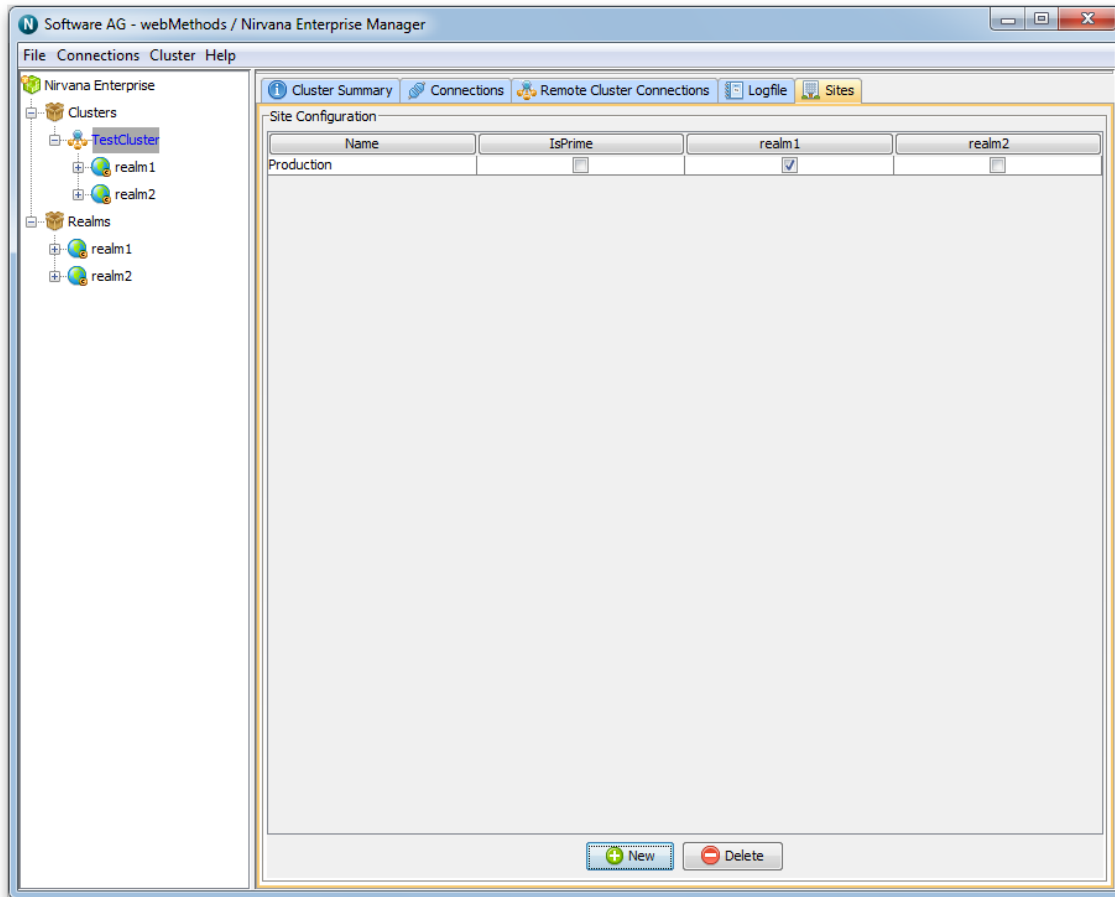 Software AG - webMethods / Nirvana Enterprise Manager
File Connections Cluster Help
Nirvana Enterprise
Clusters
TestCluster
realm1
realm2
Realms
realm1
realm2
Cluster Summary Connections Remote Cluster Connections Logfile Sites
Site Configuration
Name IsPrime realm1 realm2
Production
New Delete